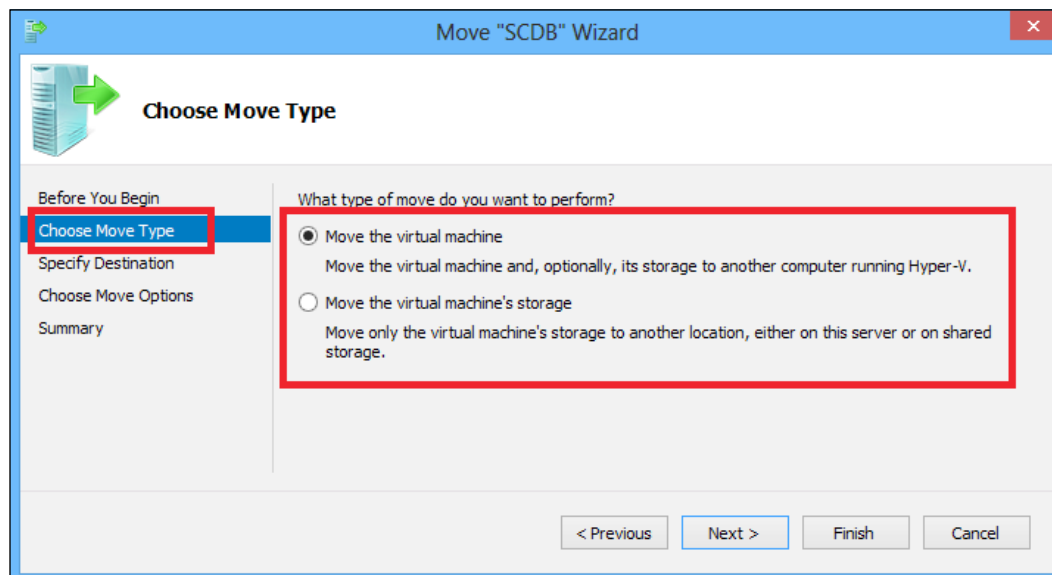 Move "SCDB" Wizard
Choose Move Type
Before You Begin
Choose Move Type
Specify Destination
Choose Move Options
Summary
What type of move do you want to perform?
Move the virtual machine
Move the virtual machine and, optionally, its storage to another computer running Hyper-V.
Move the virtual machine's storage
Move only the virtual machine's storage to another location, either on this server or on shared
storage.
< Previous
Next >
Finish
Cancel